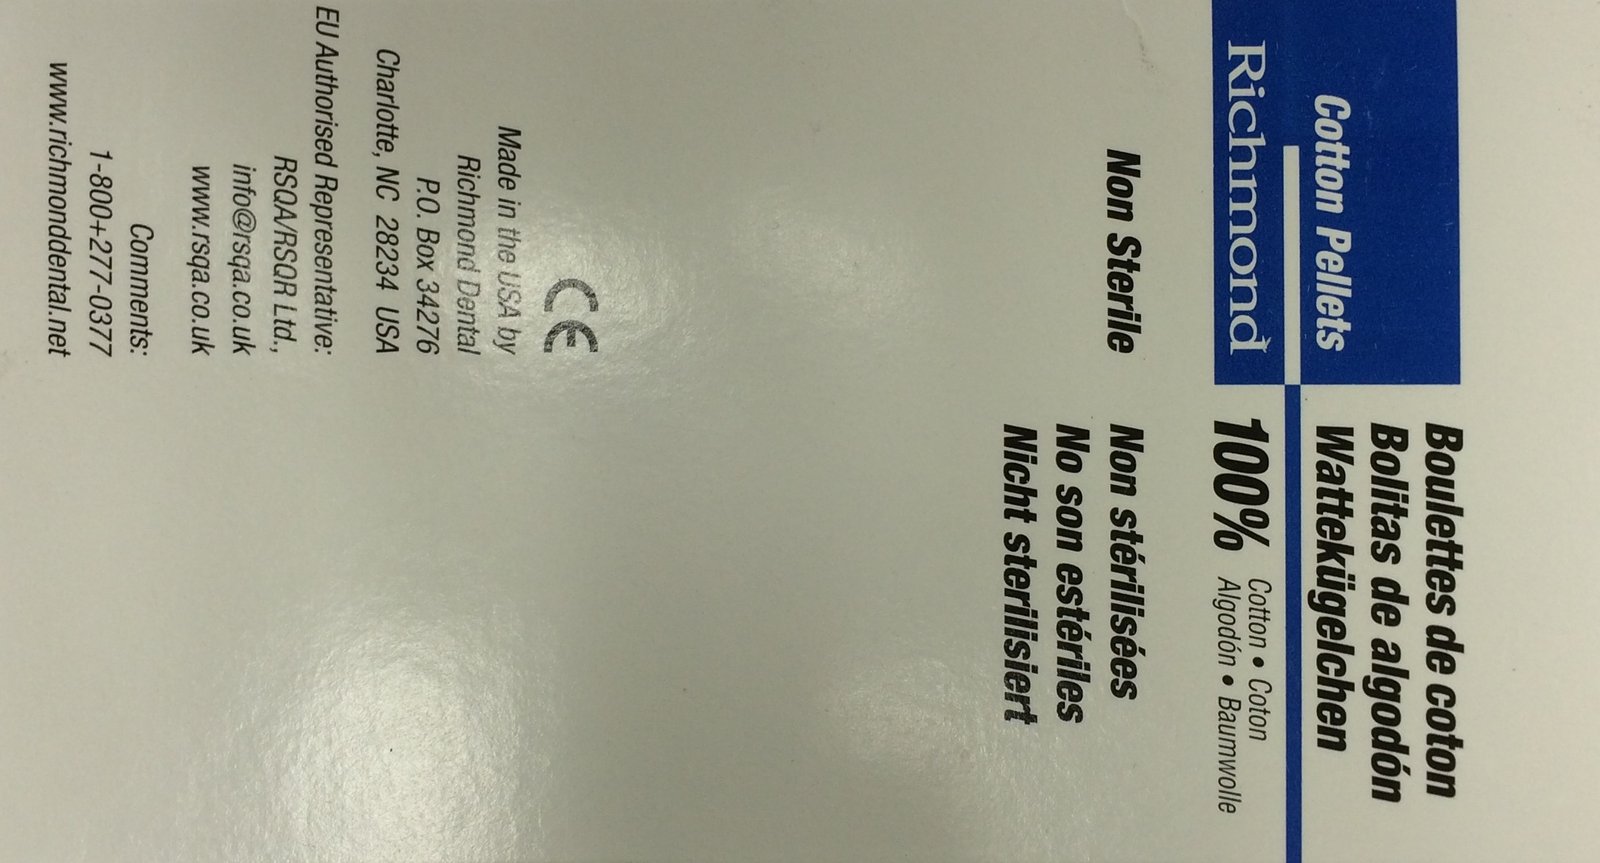 Cotton Pellets
Richmond
Boulettes de coton
Bolitas de algodón
Wattekügelchen
100%
Cotton • Coton
Algodón • Baumwolle
Non Sterile
Non stérilisées
No son estériles
Nicht sterilisiert
CE
Made in the USA by
Richmond Dental
P.O. Box 34276
Charlotte, NC 28234 USA
EU Authorised Representative:
RSQA/RSQR Ltd.,
info@rsqa.co.uk
www.rsqa.co.uk
Comments:
1-800+277-0377
www.richmonddental.net